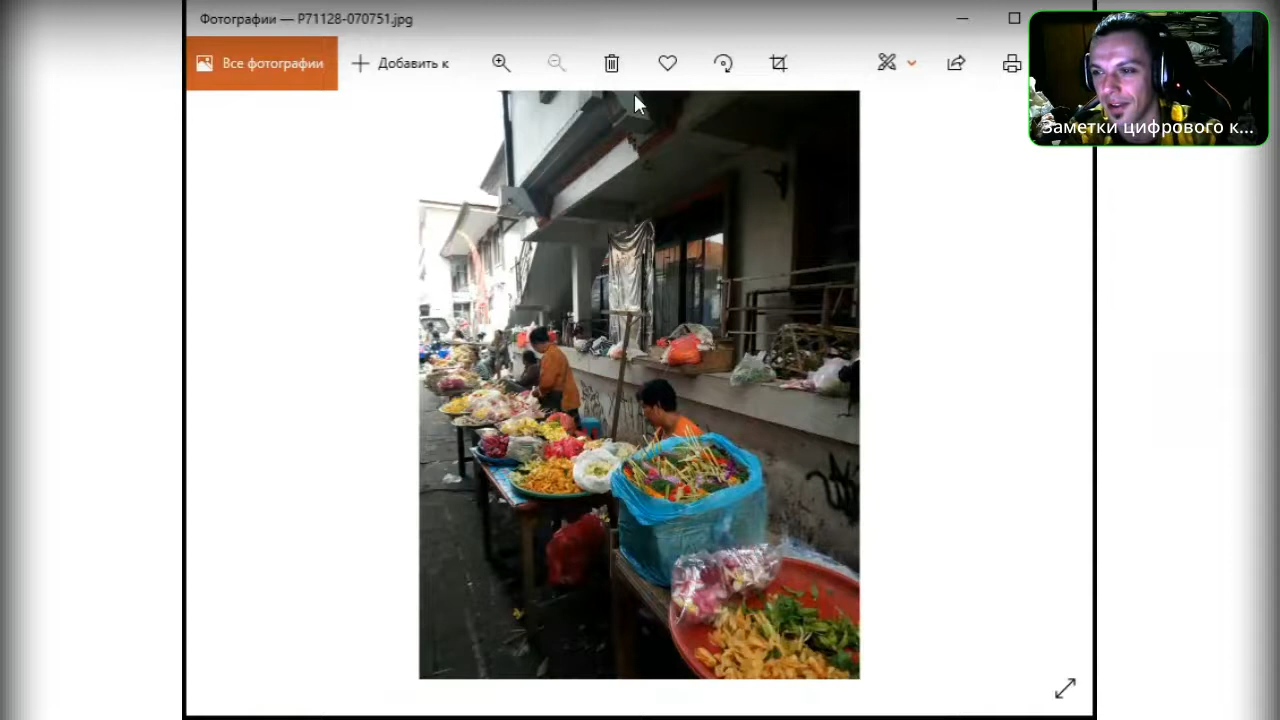 Фотографии — P71128-070751.jpg
Все фотографии
Добавить к
Заметки цифрового к...